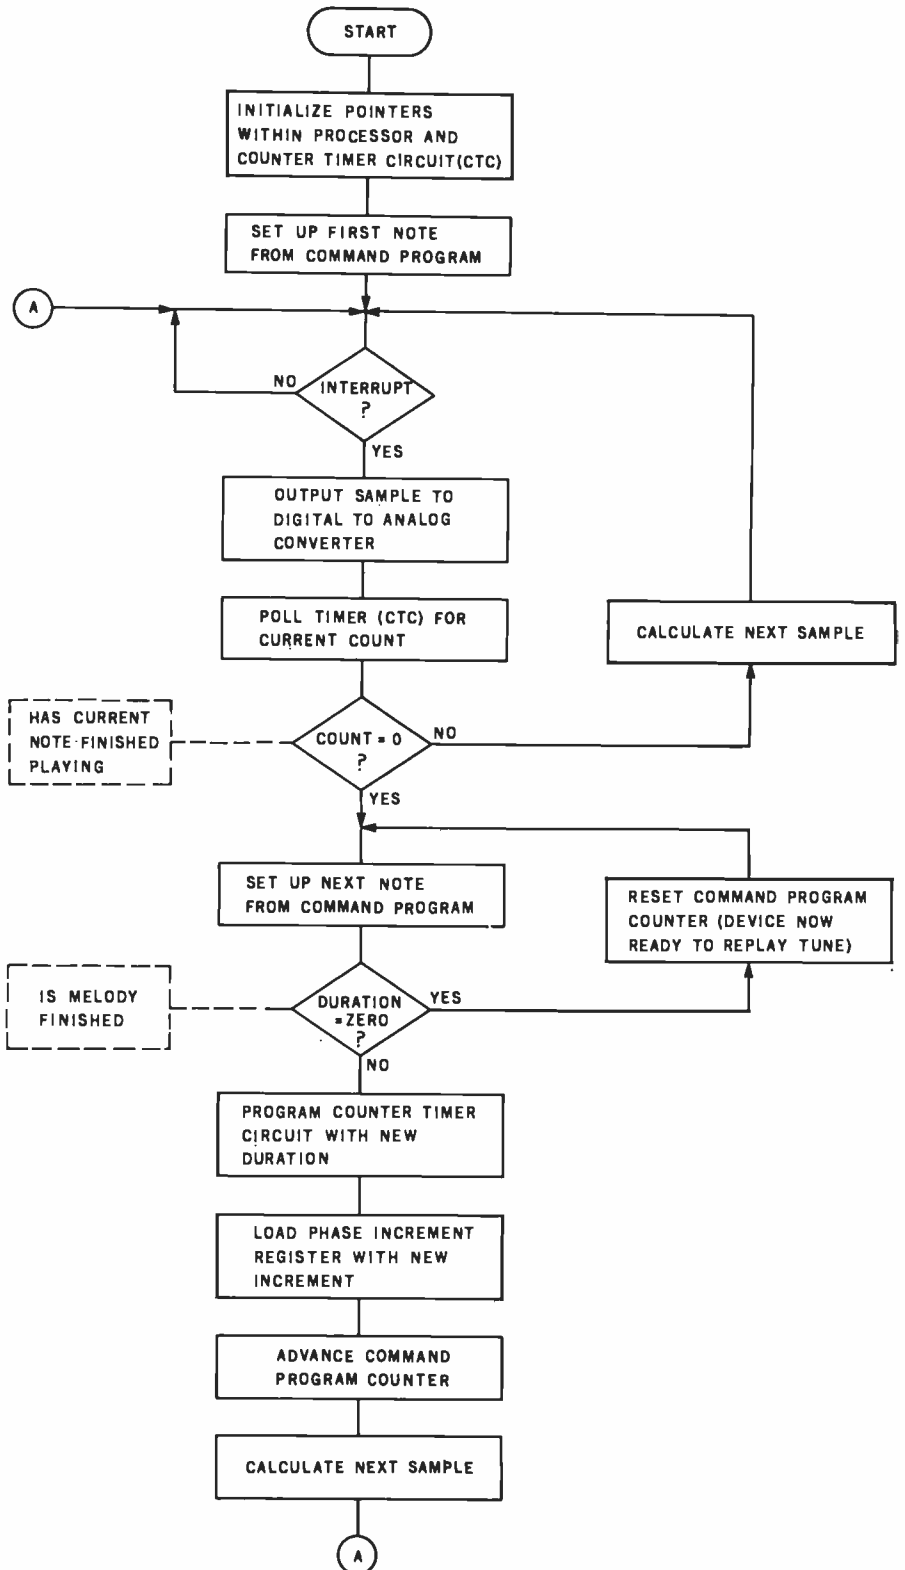 START
INITIALIZE POINTERS
WITHIN PROCESSOR AND
COUNTER TIMER CIRCUIT(CTC)
SET UP FIRST NOTE
FROM COMMAND PROGRAM
A
NO
INTERRUPT
?
YES
OUTPUT SAMPLE TO
DIGITAL TO ANALOG
CONVERTER
POLL TIMER (CTC) FOR
CURRENT COUNT
CALCULATE NEXT SAMPLE
HAS CURRENT
NOTE FINISHED
PLAYING
COUNT = 0
?
NO
YES
SET UP NEXT NOTE
FROM COMMAND PROGRAM
RESET COMMAND PROGRAM
COUNTER (DEVICE NOW
READY TO REPLAY TUNE)
IS MELODY
FINISHED
DURATION
=ZERO
?
YES
NO
PROGRAM COUNTER TIMER
CIRCUIT WITH NEW
DURATION
LOAD PHASE INCREMENT
REGISTER WITH NEW
INCREMENT
ADVANCE COMMAND
PROGRAM COUNTER
CALCULATE NEXT SAMPLE
A